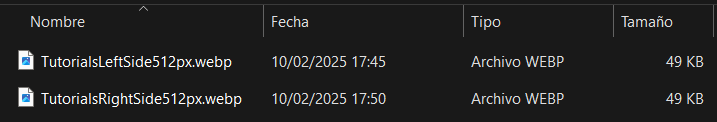 Nombre Fecha Tipo Tamaño
TutorialsLeftSide512px.webp 10/02/2025 17:45 Archivo WEBP 49 KB
TutorialsRightSide512px.webp 10/02/2025 17:50 Archivo WEBP 49 KB